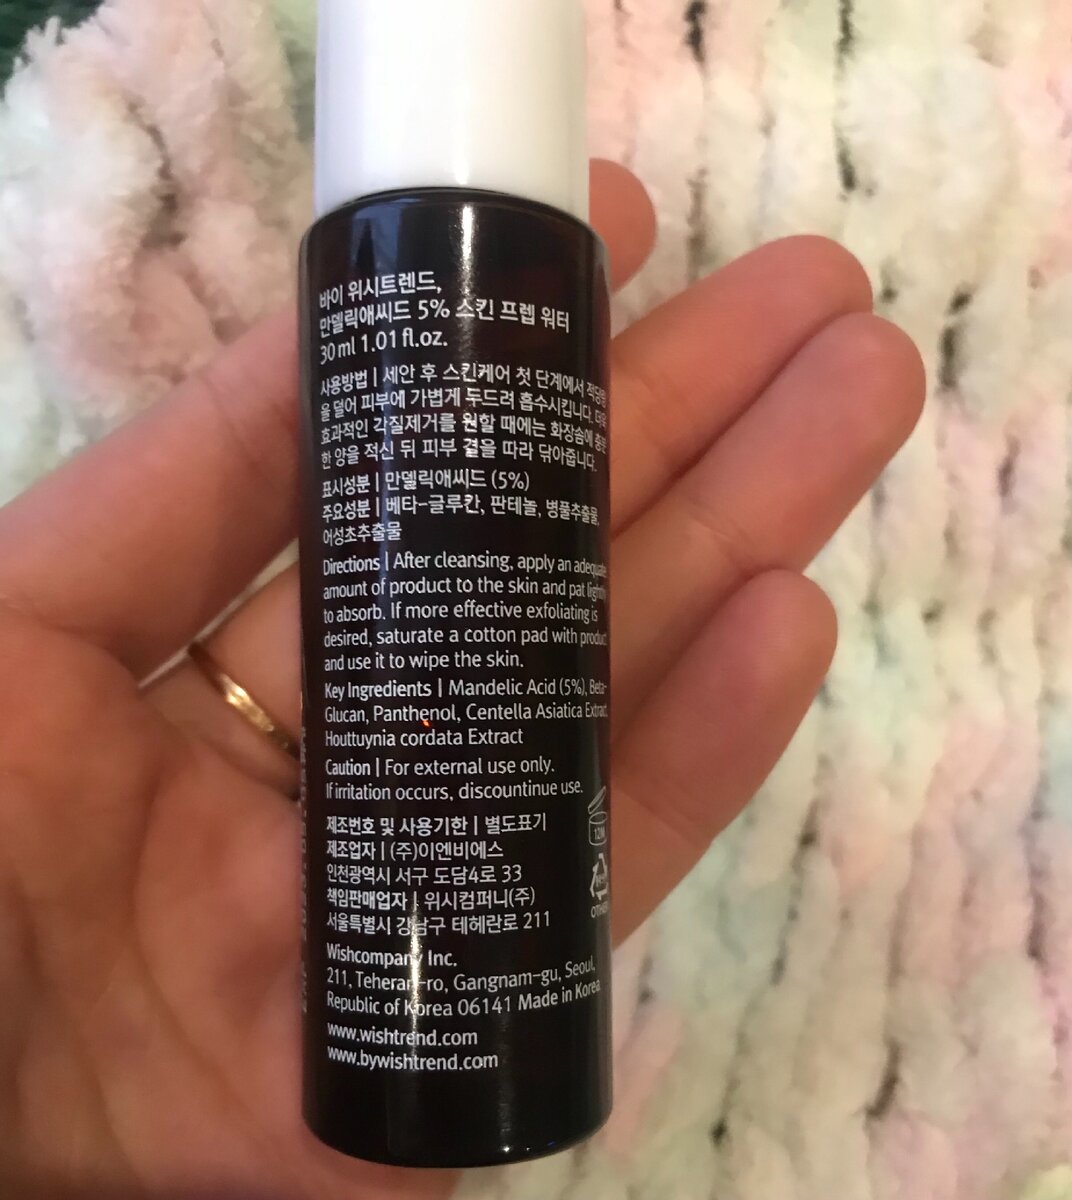 바이 위시트렌드,
만델릭애씨드 5% 스킨 프렙 워터
30 ml 1.01 fl.oz.
사용방법 | 세안 후 스킨케어 첫 단계에서 적당량
을 덜어 피부에 가볍게 두드려 흡수시킵니다. 더욱
효과적인 각질제거를 원할 때에는 화장솜에 충분
한 양을 적신 뒤 피부 결을 따라 닦아줍니다.
표시성분 | 만델릭애씨드 (5%)
주요성분 | 베타-글루칸, 판테놀, 병풀추출물,
어성초추출물
Directions | After cleansing, apply an adequate
amount of product to the skin and pat lightly
to absorb. If more effective exfoliating is
desired, saturate a cotton pad with product
and use it to wipe the skin.
Key Ingredients | Mandelic Acid (5%), Beta-
Glucan, Panthenol, Centella Asiatica Extract,
Houttuynia cordata Extract
Caution | For external use only.
If irritation occurs, discountinue use.
12M
제조번호 및 사용기한 | 별도표기
제조업자 | (주)이엔비에스
인천광역시 서구 도담4로 33
책임판매업자 | 위시컴퍼니(주)
서울특별시 강남구 테헤란로 211
OTHER
Wishcompany Inc.
211, Teheran-ro, Gangnam-gu, Seoul,
Republic of Korea 06141 Made in Korea
www.wishtrend.com
www.bywishtrend.com